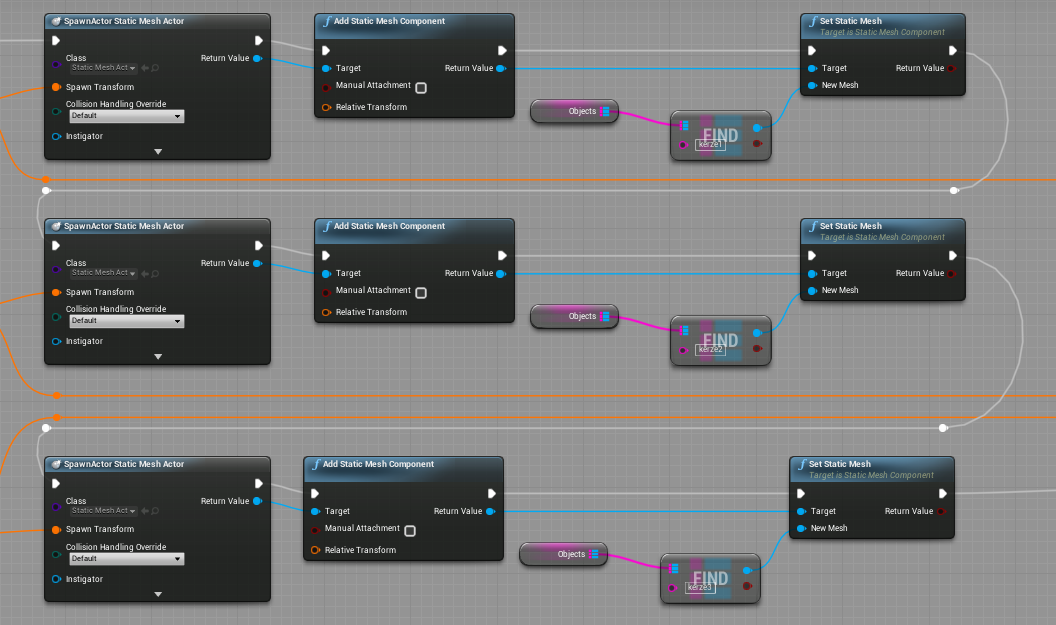 SpawnActor Static Mesh Actor
Class
Static Mesh Act
Return Value
Spawn Transform
Collision Handling Override
Default
Instigator
Add Static Mesh Component
Target
Return Value
Manual Attachment
Relative Transform
Objects
FIND
kerze1
Set Static Mesh
Target is Static Mesh Component
Target
Return Value
New Mesh
SpawnActor Static Mesh Actor
Class
Static Mesh Act
Return Value
Spawn Transform
Collision Handling Override
Default
Instigator
Add Static Mesh Component
Target
Return Value
Manual Attachment
Relative Transform
Objects
FIND
kerze2
Set Static Mesh
Target is Static Mesh Component
Target
Return Value
New Mesh
SpawnActor Static Mesh Actor
Class
Static Mesh Act
Return Value
Spawn Transform
Collision Handling Override
Default
Instigator
Add Static Mesh Component
Target
Return Value
Manual Attachment
Relative Transform
Objects
FIND
kerze3
Set Static Mesh
Target is Static Mesh Component
Target
Return Value
New Mesh